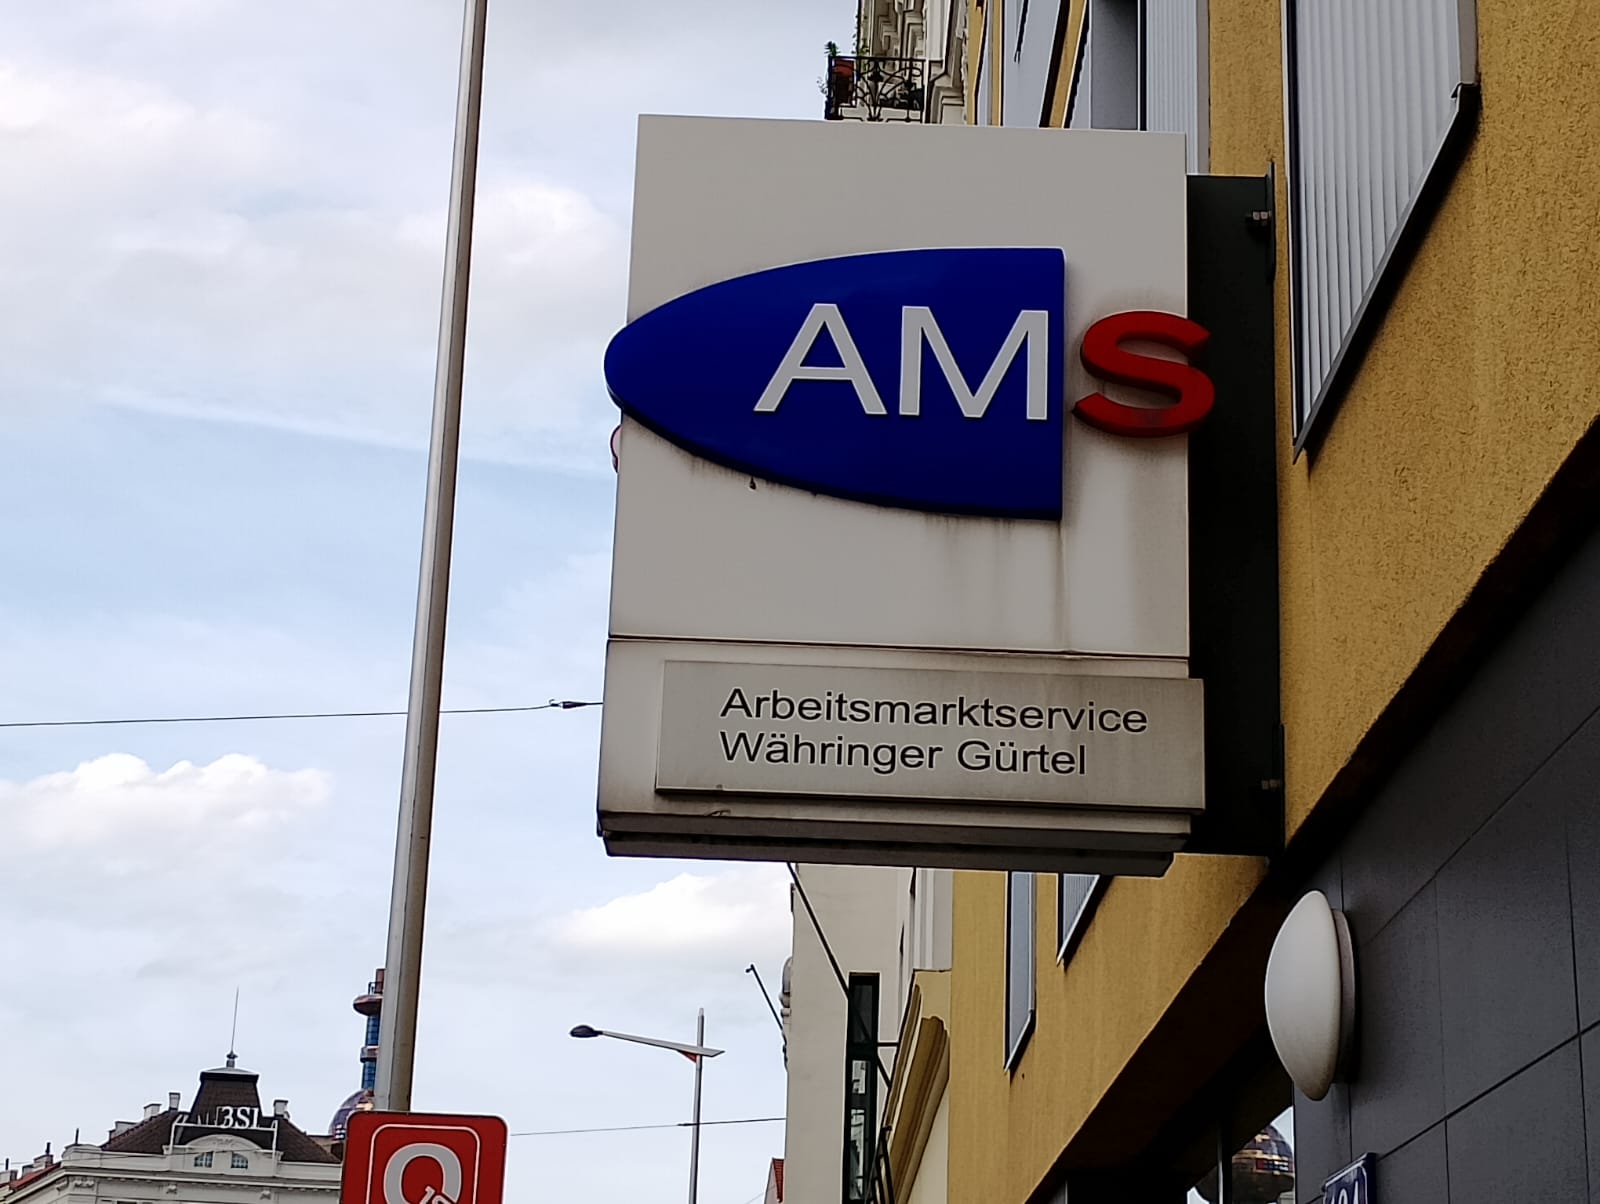 AMS
Arbeitsmarktservice
Währinger Gürtel